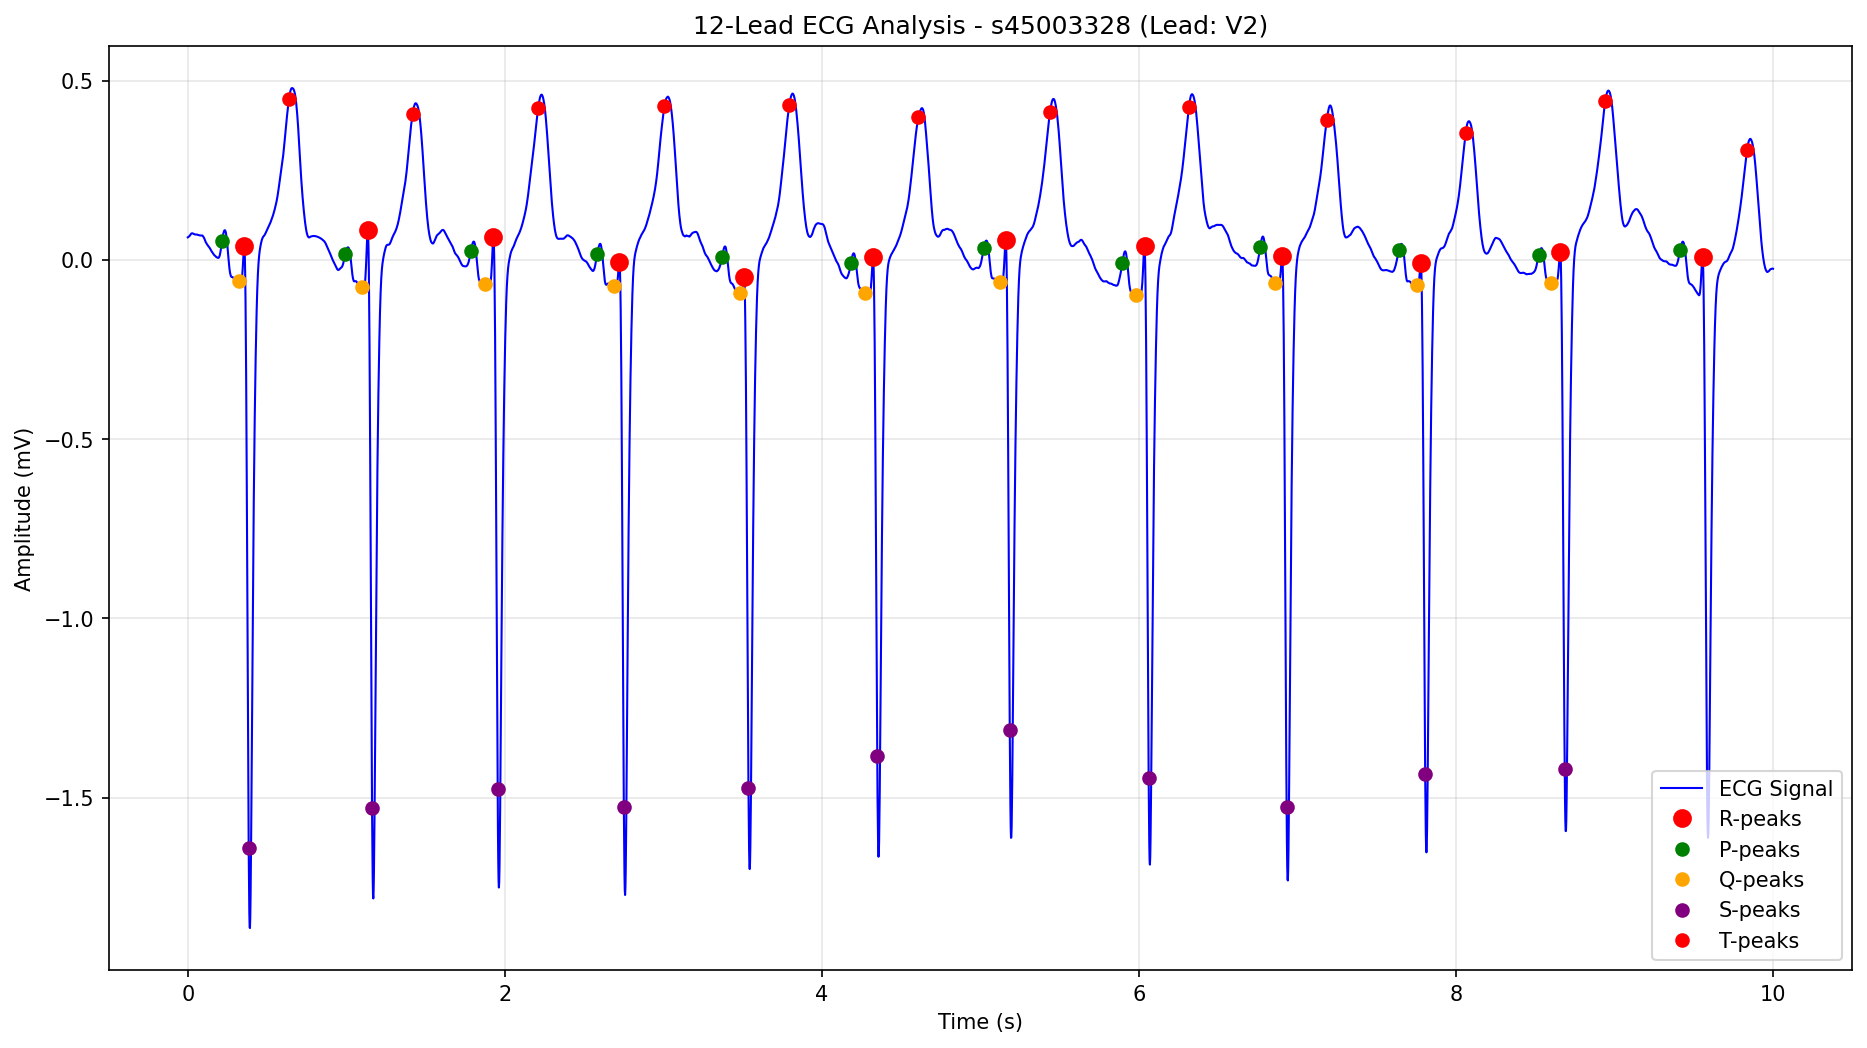 12-Lead ECG Analysis - s45003328 (Lead: V2)
Amplitude (mV)
0.5
0.0
−0.5
−1.0
−1.5
0 2 4 6 8 10
Time (s)
ECG Signal
R-peaks
P-peaks
Q-peaks
S-peaks
T-peaks